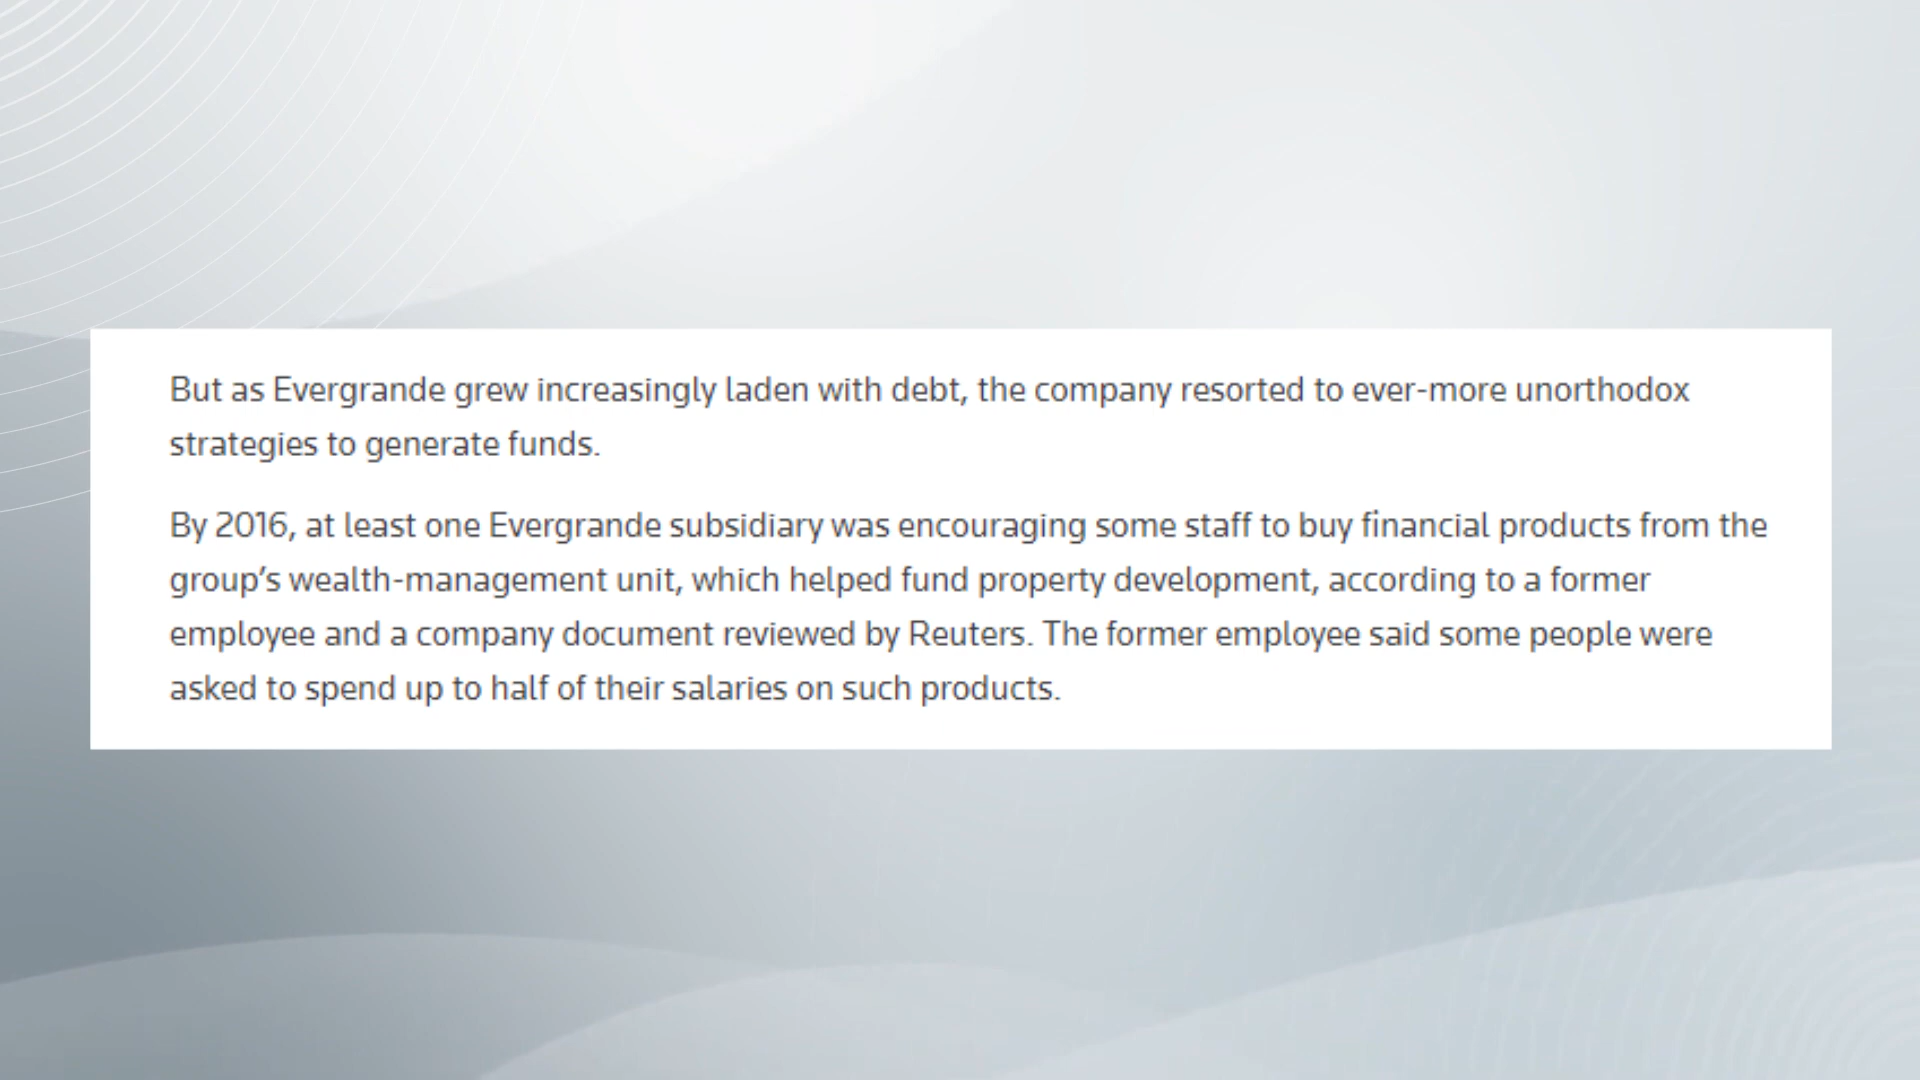 But as Evergrande grew increasingly laden with debt, the company resorted to ever-more unorthodox
strategies to generate funds.
By 2016, at least one Evergrande subsidiary was encouraging some staff to buy financial products from the
group’s wealth-management unit, which helped fund property development, according to a former
employee and a company document reviewed by Reuters. The former employee said some people were
asked to spend up to half of their salaries on such products.